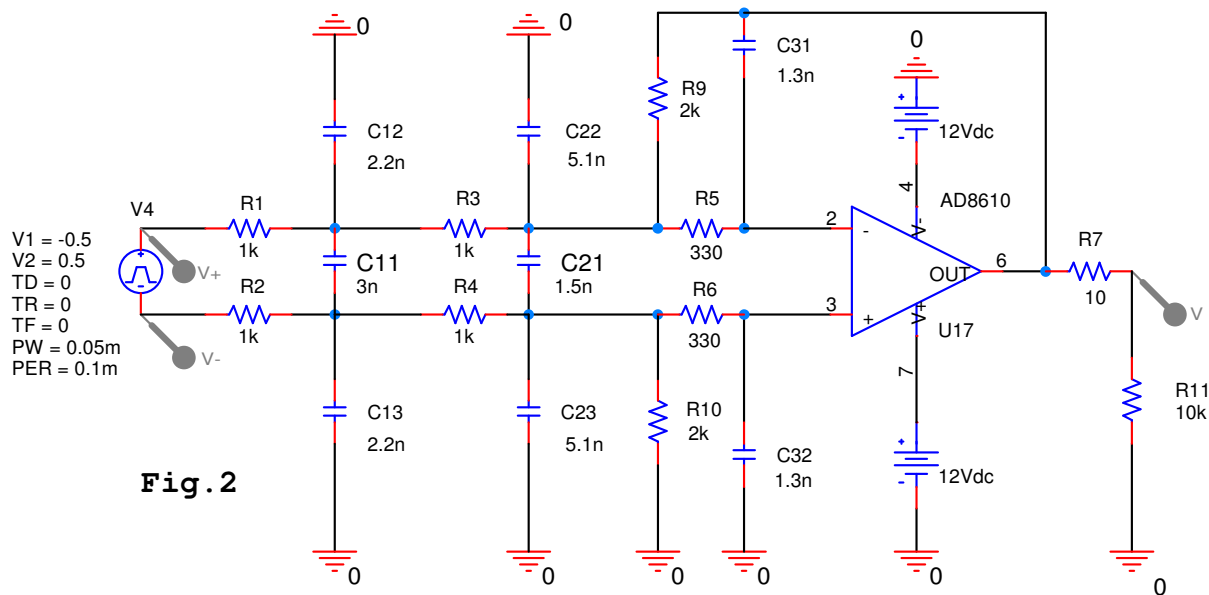 0
0
C31
1.3n
0
R9
2k
12Vdc
C12
2.2n
C22
5.1n
4
AD8610
V4
R1
1k
R3
1k
R5
330
2
-
V-
V1 = -0.5
V2 = 0.5
TD = 0
TR = 0
TF = 0
PW = 0.05m
PER = 0.1m
V+
C11
3n
C21
1.5n
OUT
6
R7
10
V
R2
1k
R4
1k
R6
330
3
+
V+
U17
V-
7
C13
2.2n
C23
5.1n
R10
2k
C32
1.3n
R11
10k
12Vdc
Fig.2
0
0
0
0
0
0